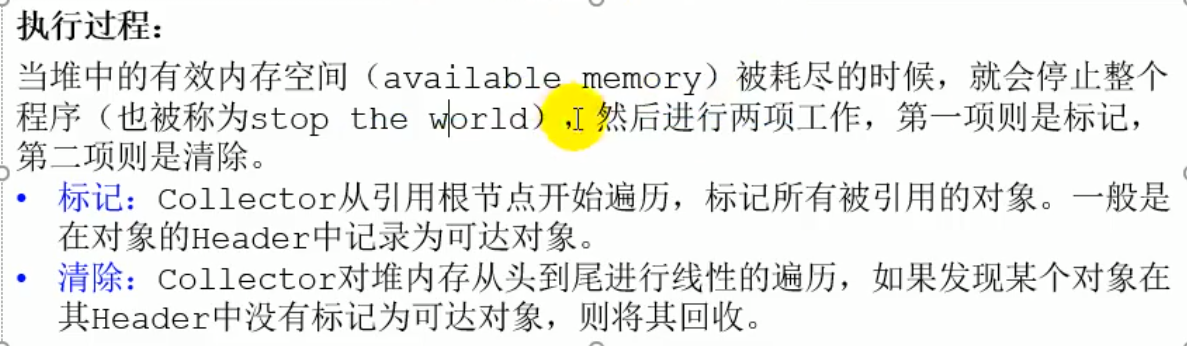 执行过程:
当堆中的有效内存空间（available memory）被耗尽的时候，就会停止整个
程序（也被称为stop the world），然后进行两项工作，第一项则是标记，
第二项则是清除。
• 标记：Collector从引用根节点开始遍历，标记所有被引用的对象。一般是
在对象的Header中记录为可达对象。
• 清除：Collector对堆内存从头到尾进行线性的遍历，如果发现某个对象在
其Header中没有标记为可达对象，则将其回收。